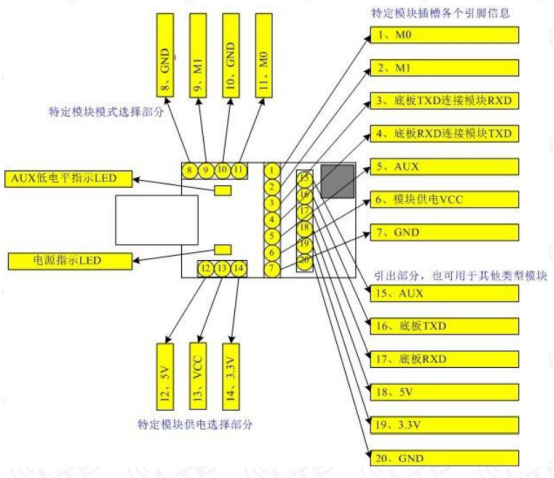 特定模块插槽各个引脚信息
8、GND
9、M1
10、GND
11、M0
1、M0
2、M1
3、底板TXD连接模块RXD
4、底板RXD连接模块TXD
5、AUX
6、模块供电VCC
7、GND
特定模块模式选择部分
8 9 10 11
1
2
3
4
5
6
7
15
16
17
18
19
20
AUX低电平指示LED
电源指示LED
12 13 14
引出部分，也可用于其他类型模块
15、AUX
16、底板TXD
17、底板RXD
18、5V
19、3.3V
20、GND
12、5V
13、VCC
14、3.3V
特定模块供电选择部分